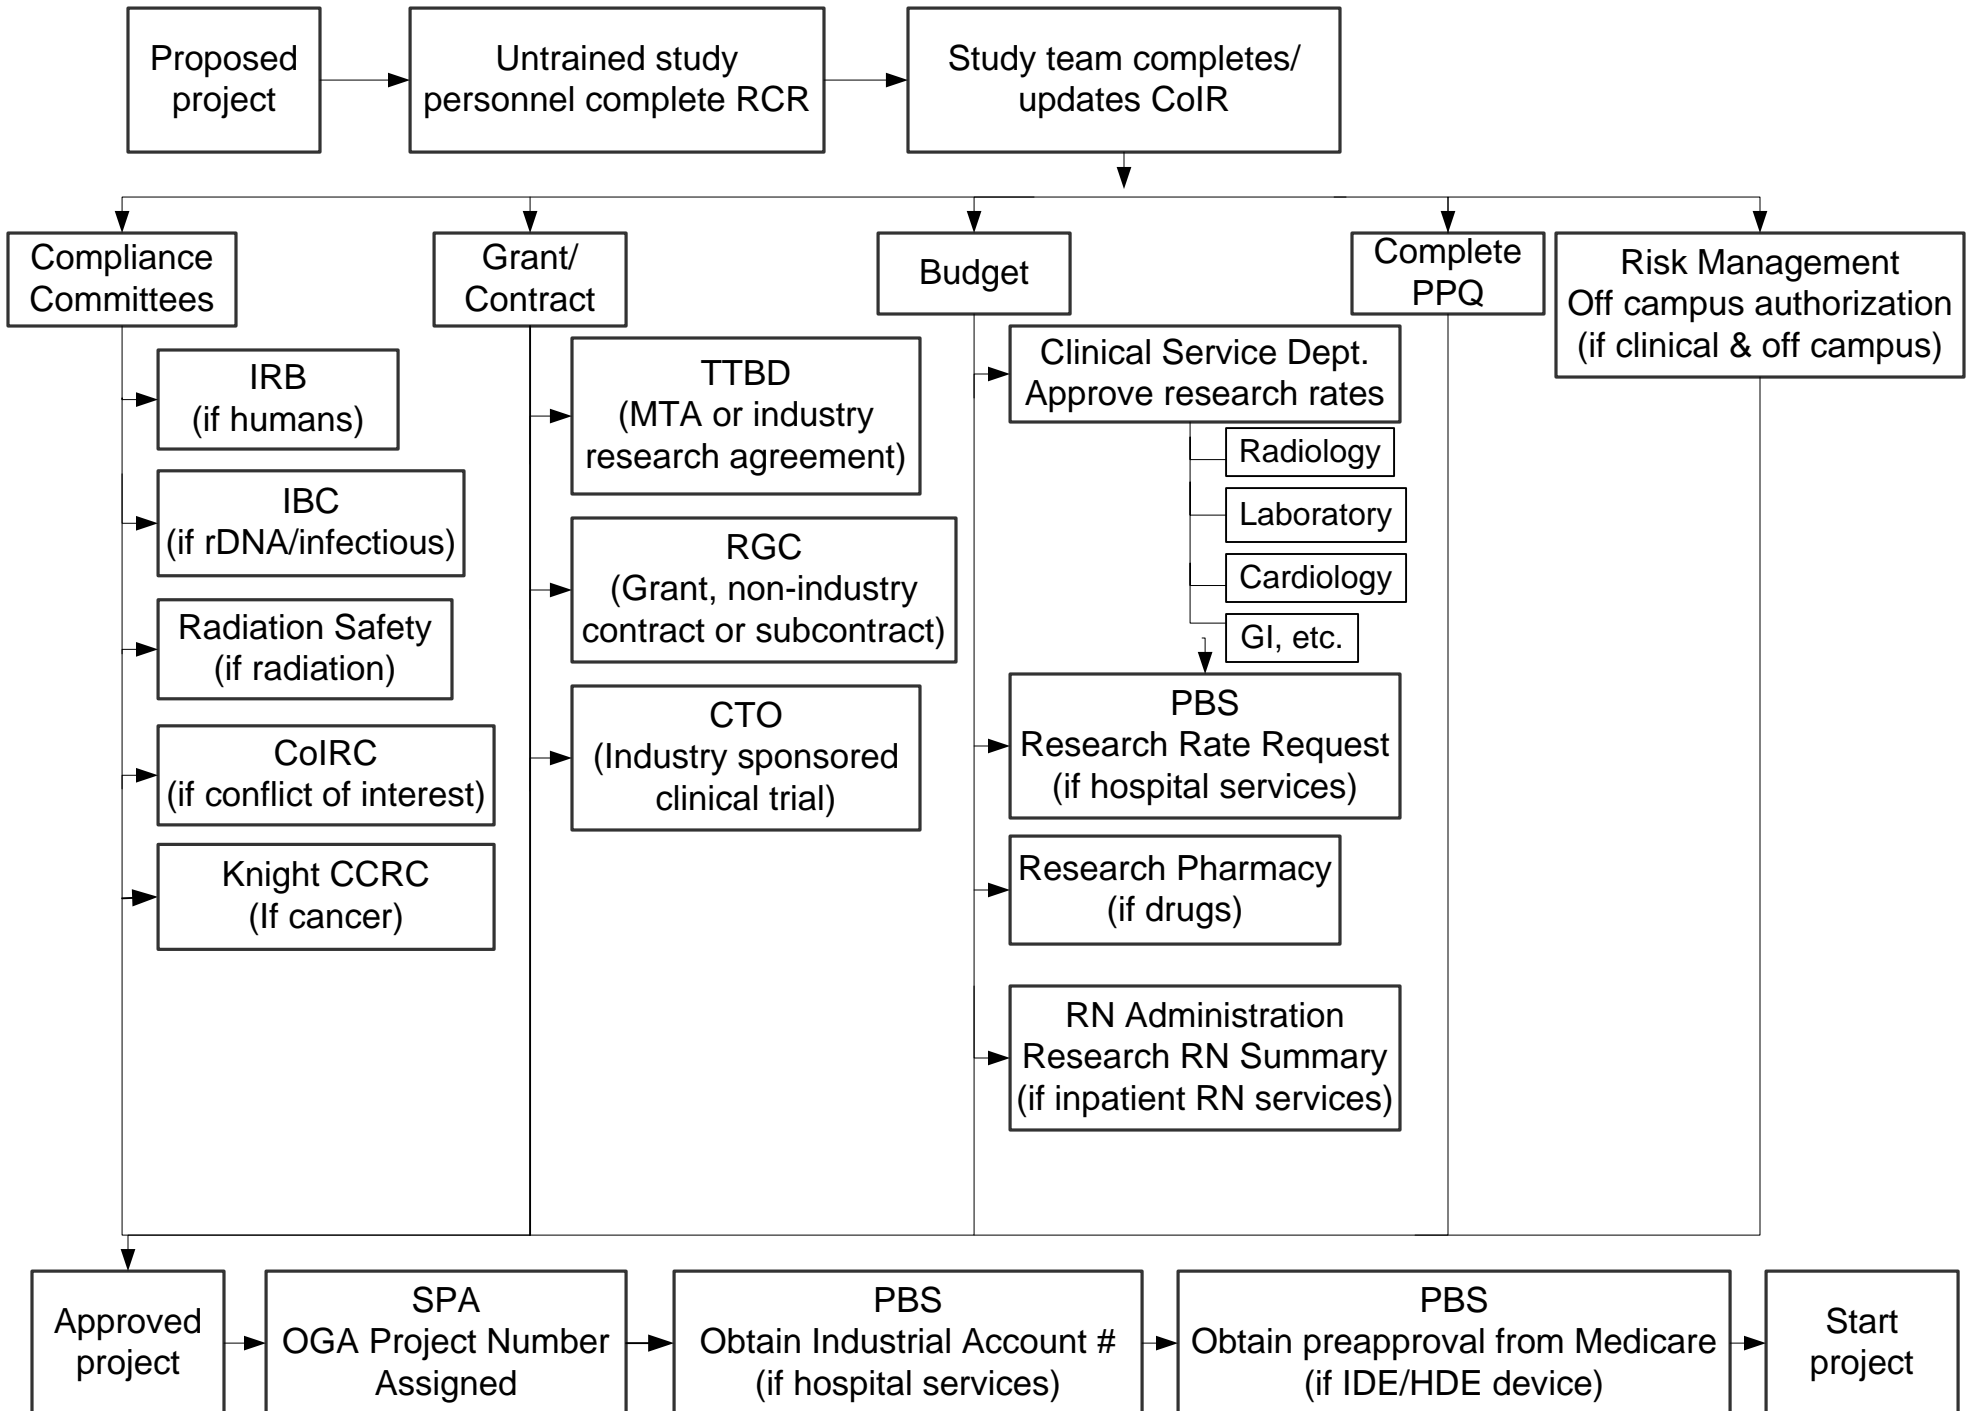 Proposed
project
Untrained study
personnel complete RCR
Study team completes/
updates CoIR
Compliance
Committees
Grant/
Contract
Budget
Complete
PPQ
Risk Management
Off campus authorization
(if clinical & off campus)
IRB
(if humans)
IBC
(if rDNA/infectious)
Radiation Safety
(if radiation)
CoIRC
(if conflict of interest)
Knight CCRC
(If cancer)
TTBD
(MTA or industry
research agreement)
RGC
(Grant, non-industry
contract or subcontract)
CTO
(Industry sponsored
clinical trial)
Clinical Service Dept.
Approve research rates
Radiology
Laboratory
Cardiology
GI, etc.
PBS
Research Rate Request
(if hospital services)
Research Pharmacy
(if drugs)
RN Administration
Research RN Summary
(if inpatient RN services)
Approved
project
SPA
OGA Project Number
Assigned
PBS
Obtain Industrial Account #
(if hospital services)
PBS
Obtain preapproval from Medicare
(if IDE/HDE device)
Start
project